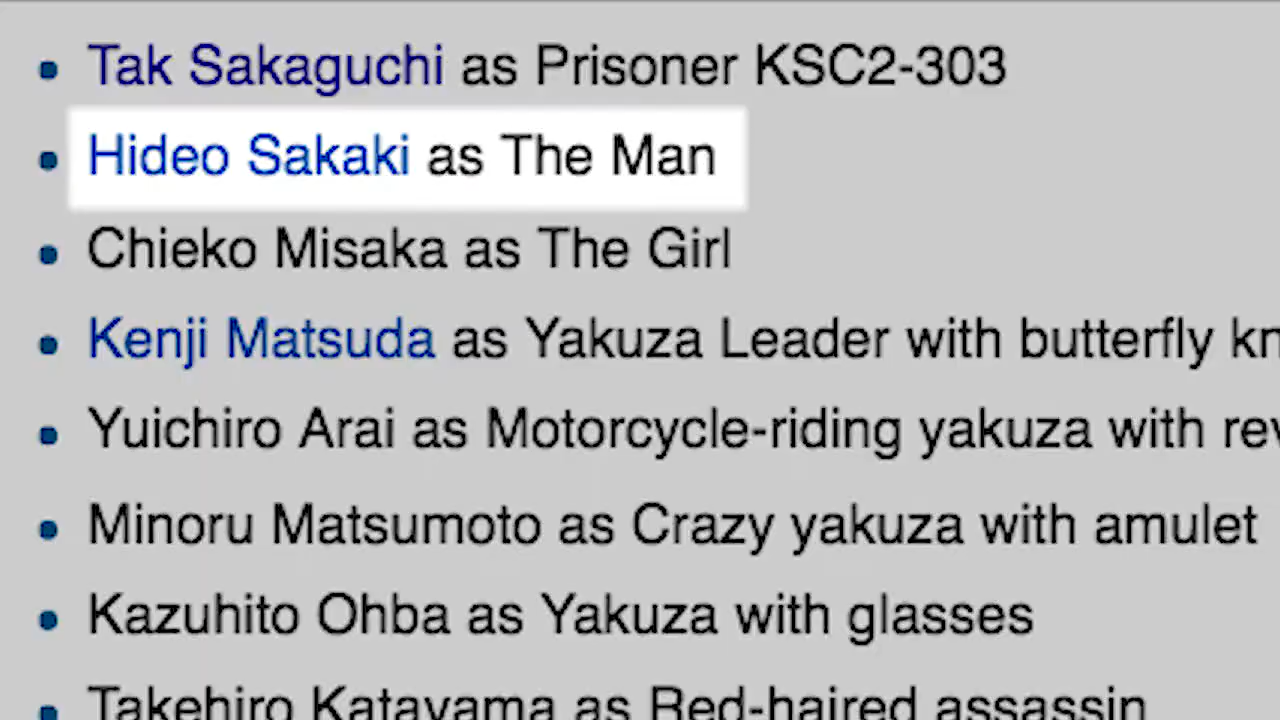 Tak Sakaguchi as Prisoner KSC2-303
Hideo Sakaki as The Man
Chieko Misaka as The Girl
Kenji Matsuda as Yakuza Leader with butterfly
Yuichiro Arai as Motorcycle-riding yakuza with
Minoru Matsumoto as Crazy yakuza with amulet
Kazuhito Ohba as Yakuza with glasses
Takehiro Katayama as Red-haired assassin